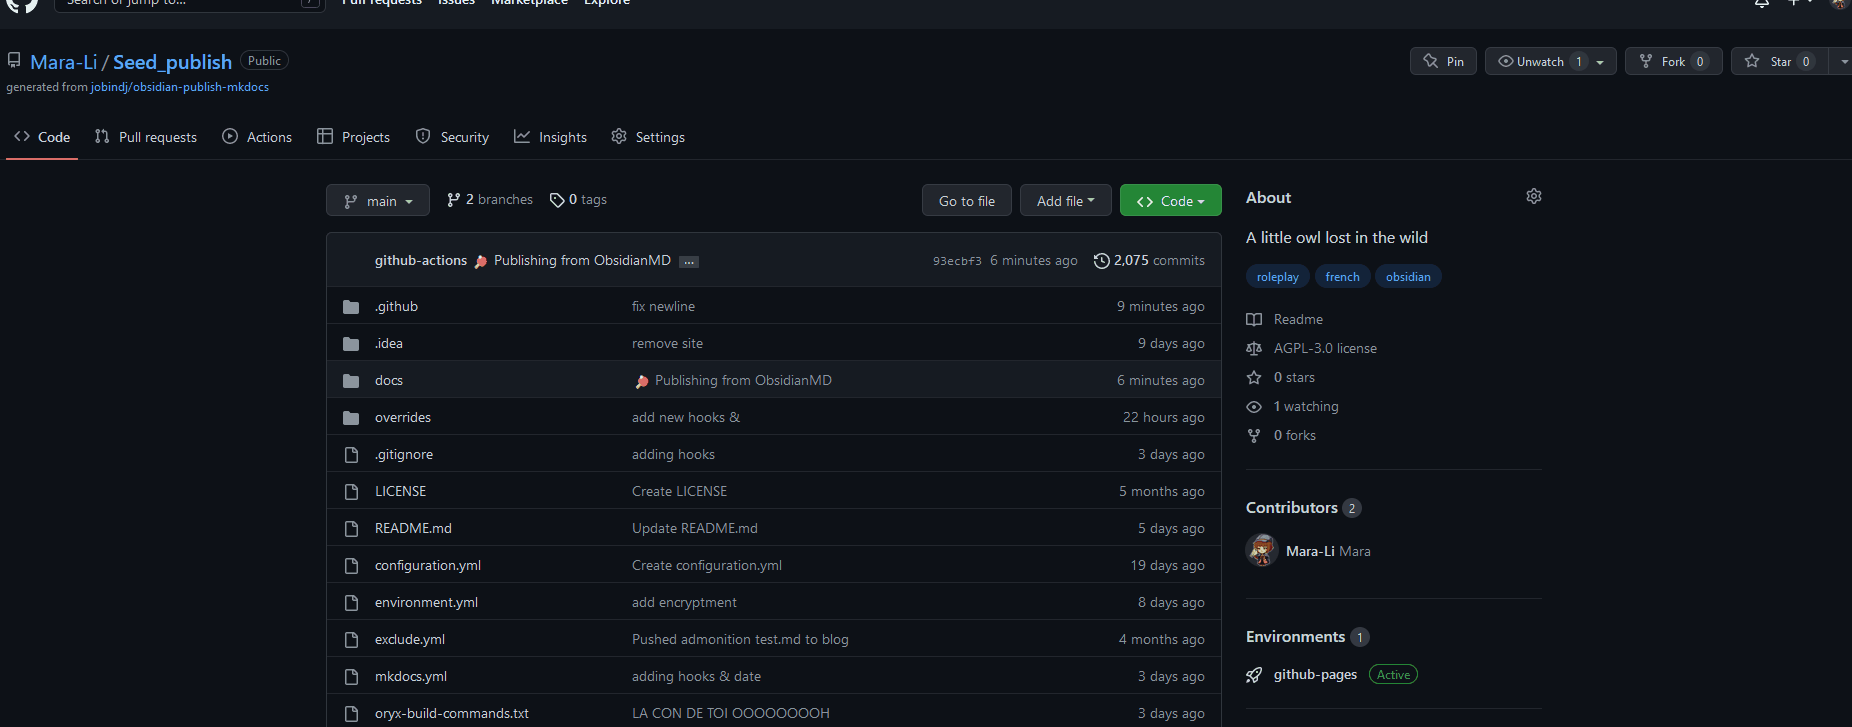 Search or jump to... /
Pull requests Issues Marketplace Explore
Mara-Li / Seed_publish Public
Pin Unwatch 1 Fork 0 Star 0
generated from jobindj/obsidian-publish-mkdocs
Code Pull requests Actions Projects Security Insights Settings
main 2 branches 0 tags Go to file Add file Code
github-actions Publishing from ObsidianMD ... 93ecbf3 6 minutes ago 2,075 commits
.github fix newline 9 minutes ago
.idea remove site 9 days ago
docs Publishing from ObsidianMD 6 minutes ago
overrides add new hooks & 22 hours ago
.gitignore adding hooks 3 days ago
LICENSE Create LICENSE 5 months ago
README.md Update README.md 5 days ago
configuration.yml Create configuration.yml 19 days ago
environment.yml add encryptment 8 days ago
exclude.yml Pushed admonition test.md to blog 4 months ago
mkdocs.yml adding hooks & date 3 days ago
oryx-build-commands.txt LA CON DE TOI OOOOOOOOH 3 days ago
About
A little owl lost in the wild
roleplay french obsidian
Readme
AGPL-3.0 license
0 stars
1 watching
0 forks
Contributors 2
Mara-Li Mara
Environments 1
github-pages Active